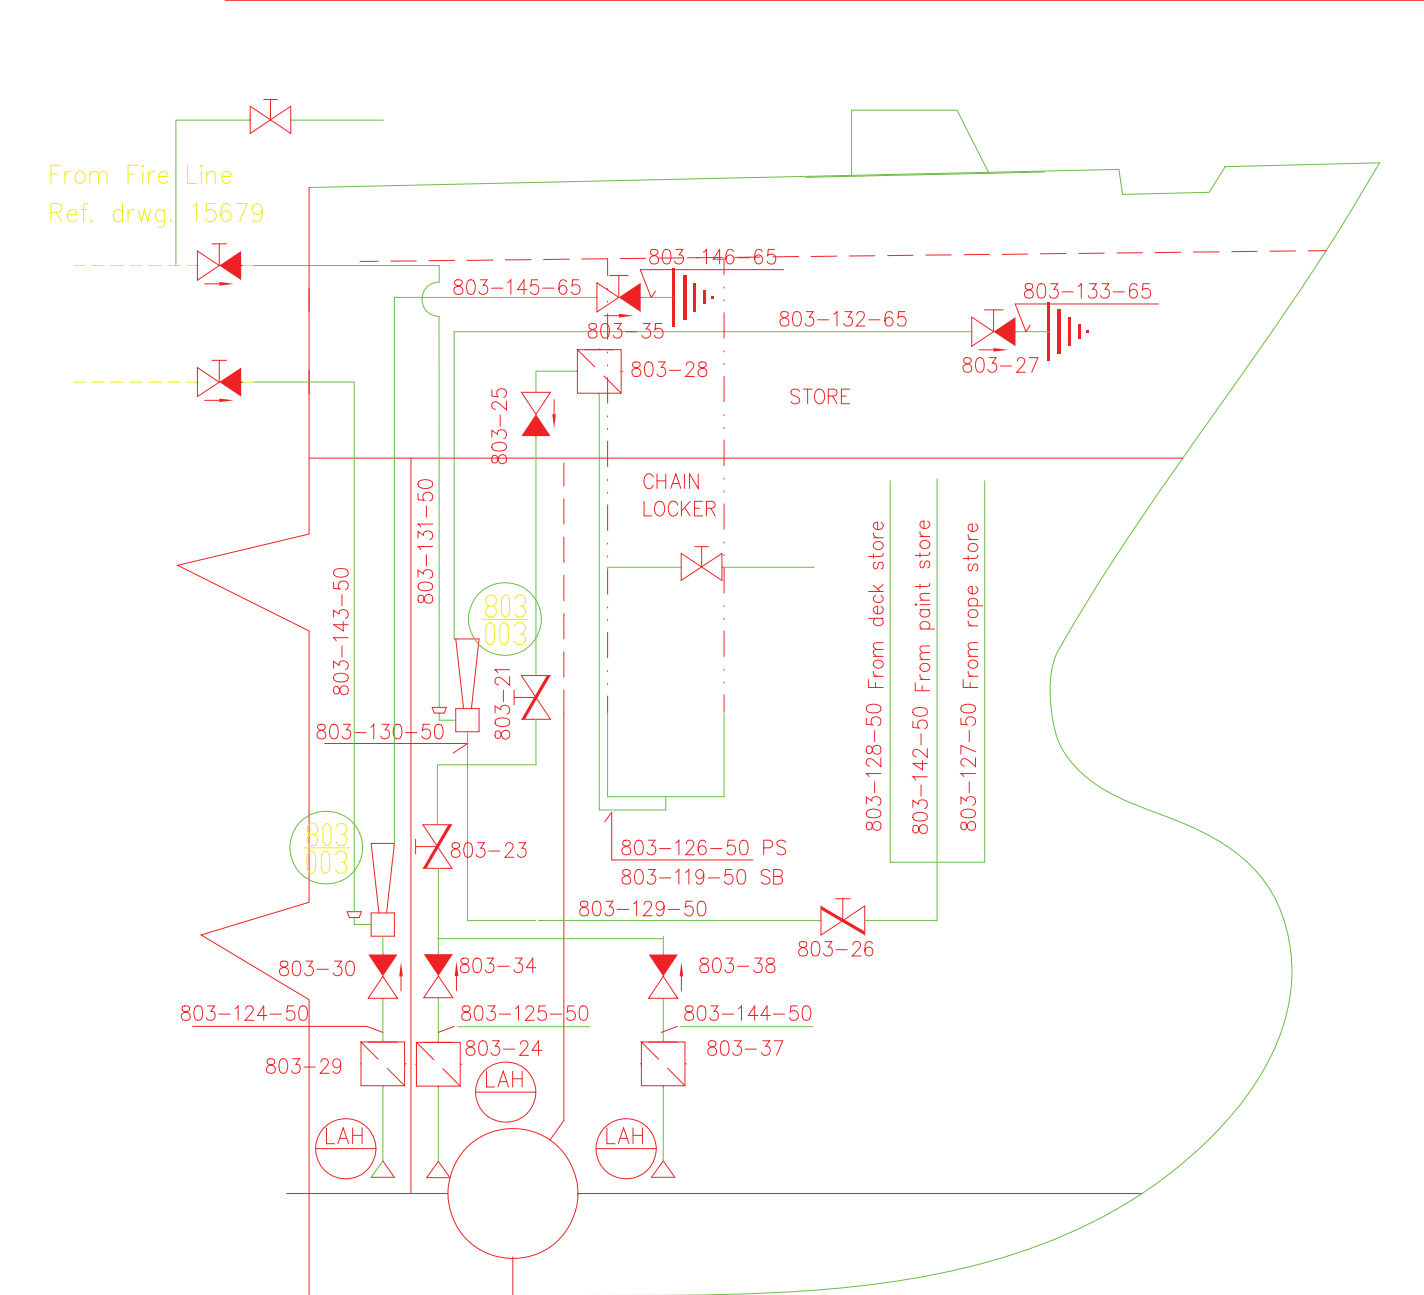 From Fire Line
Ref. drwg. 15679
803-146-65
803-145-65
803-133-65
803-132-65
803-35
803-28
803-27
803-25
STORE
CHAIN
LOCKER
803-131-50
803-143-50
803
003
803-21
803-128-50 From deck store
803-142-50 From paint store
803-127-50 From rope store
803-130-50
803
003
803-23
803-126-50 PS
803-119-50 SB
803-129-50
803-26
803-30
803-34
803-38
803-124-50
803-125-50
803-144-50
803-29
803-24
803-37
LAH
LAH
LAH